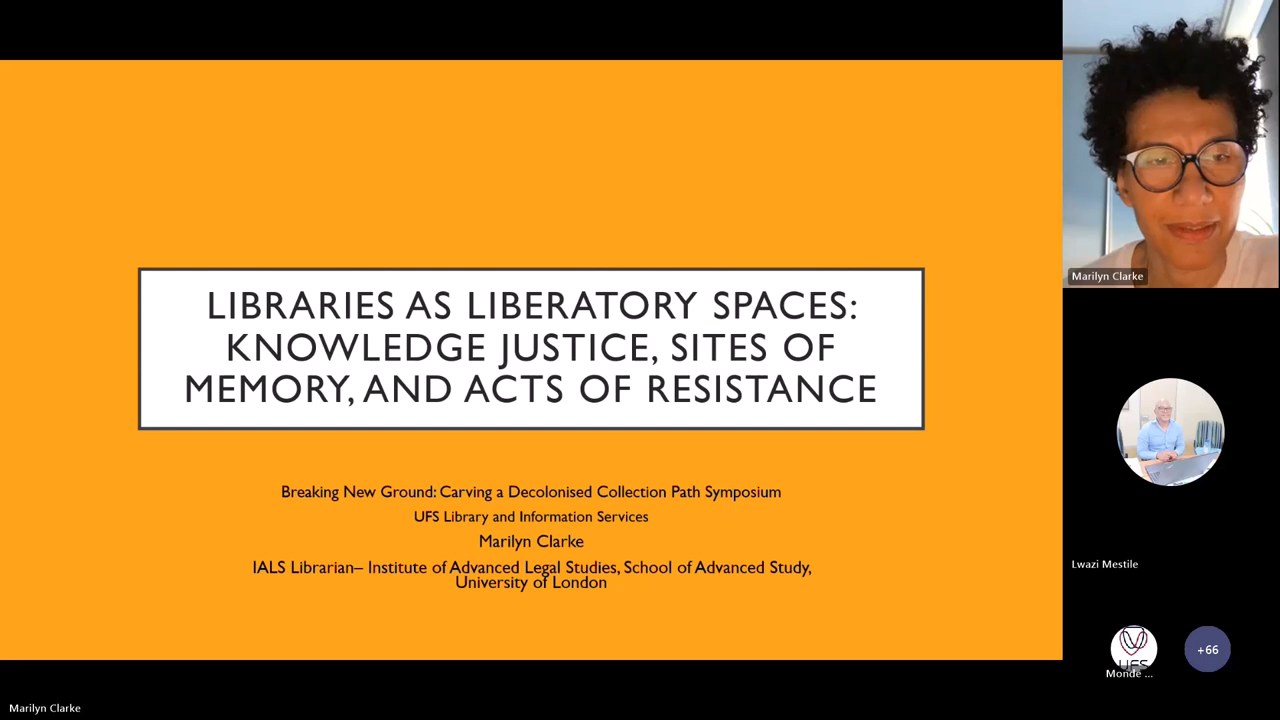 LIBRARIES AS LIBERATORY SPACES:
KNOWLEDGE JUSTICE, SITES OF
MEMORY, AND ACTS OF RESISTANCE
Breaking New Ground: Carving a Decolonised Collection Path Symposium
UFS Library and Information Services
Marilyn Clarke
IALS Librarian– Institute of Advanced Legal Studies, School of Advanced Study,
University of London
Marilyn Clarke
Lwazi Mestile
UFS
Monde ...
+66
Marilyn Clarke